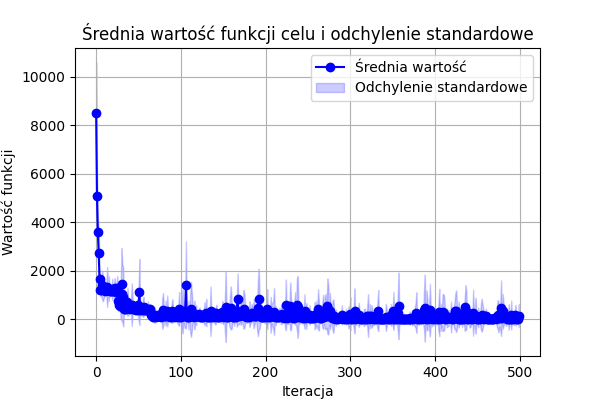 Średnia wartość funkcji celu i odchylenie standardowe
Średnia wartość
Odchylenie standardowe
Wartość funkcji
10000
8000
6000
4000
2000
0
0 100 200 300 400 500
Iteracja